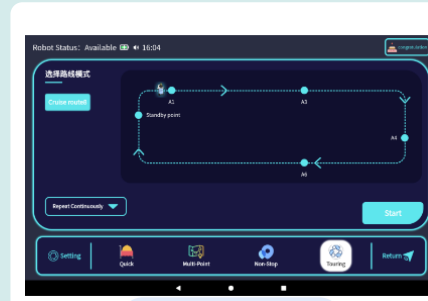 Robot Status: Available 16:04
选择路线模式
Cruise route1
A1
A3
Standby point
A4
A6
Repeat Continuously
Start
Setting
Quick
Multi-Point
Non-Stop
Touring
Return